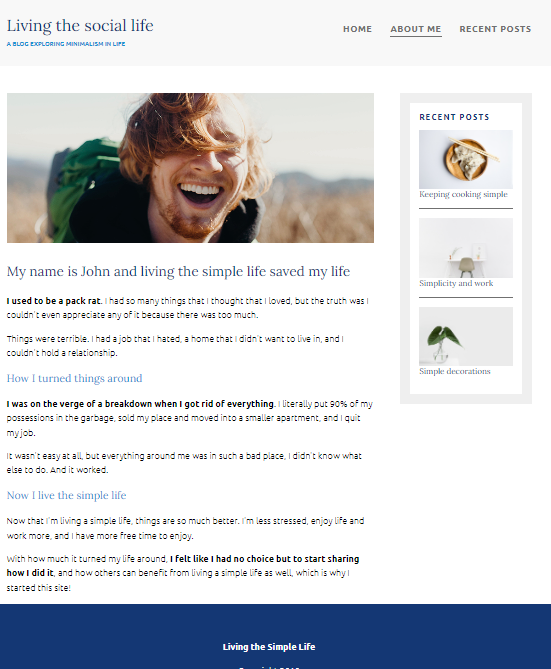 Living the social life
A BLOG EXPLORING MINIMALISM IN LIFE
HOME ABOUT ME RECENT POSTS
My name is John and living the simple life saved my life
I used to be a pack rat. I had so many things that I thought that I loved, but the truth was I
couldn't even appreciate any of it because there was too much.
Things were terrible. I had a job that I hated, a home that I didn't want to live in, and I
couldn't hold a relationship.
How I turned things around
I was on the verge of a breakdown when I got rid of everything. I literally put 90% of my
possessions in the garbage, sold my place and moved into a smaller apartment, and I quit
my job.
It wasn't easy at all, but everything around me was in such a bad place, I didn't know what
else to do. And it worked.
Now I live the simple life
Now that I'm living a simple life, things are so much better. I'm less stressed, enjoy life and
work more, and I have more free time to enjoy.
With how much it turned my life around, I felt like I had no choice but to start sharing
how I did it, and how others can benefit from living a simple life as well, which is why I
started this site!
RECENT POSTS
Keeping cooking simple
Simplicity and work
Simple decorations
Living the Simple Life